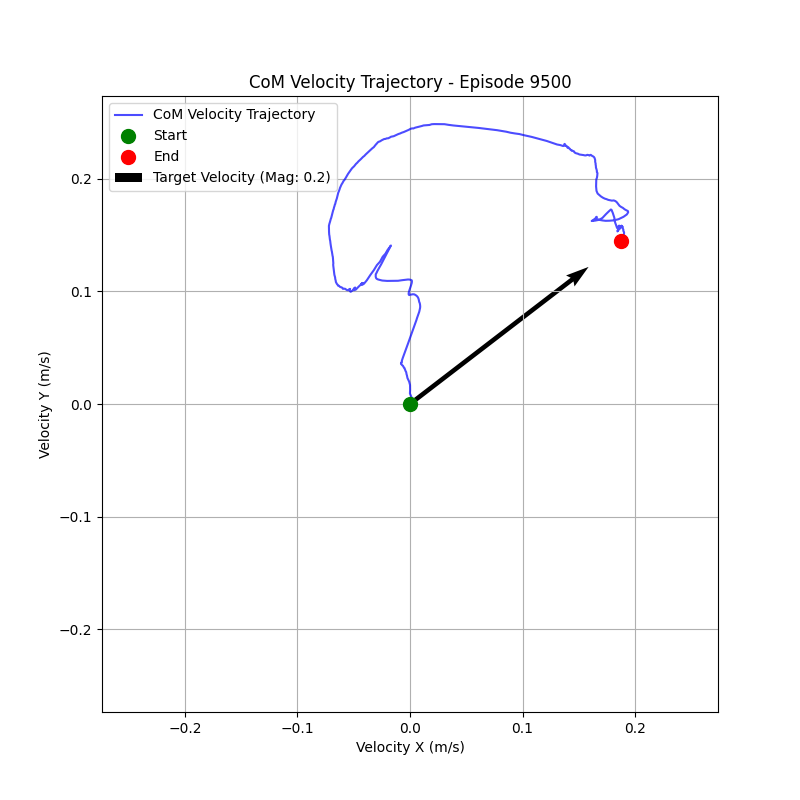 CoM Velocity Trajectory - Episode 9500
CoM Velocity Trajectory
Start
End
Target Velocity (Mag: 0.2)
0.2
0.1
0.0
−0.1
−0.2
Velocity Y (m/s)
−0.2
−0.1
0.0
0.1
0.2
Velocity X (m/s)